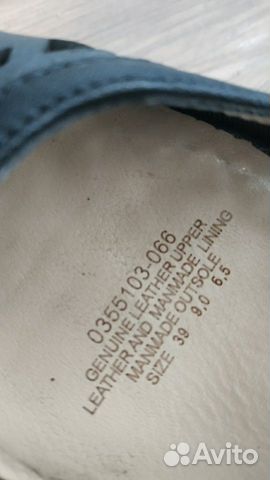 0355103-066
GENUINE LEATHER UPPER
LEATHER AND MANMADE LINING
MANMADE OUTSOLE
SIZE 39 9,0 6,5
Avito